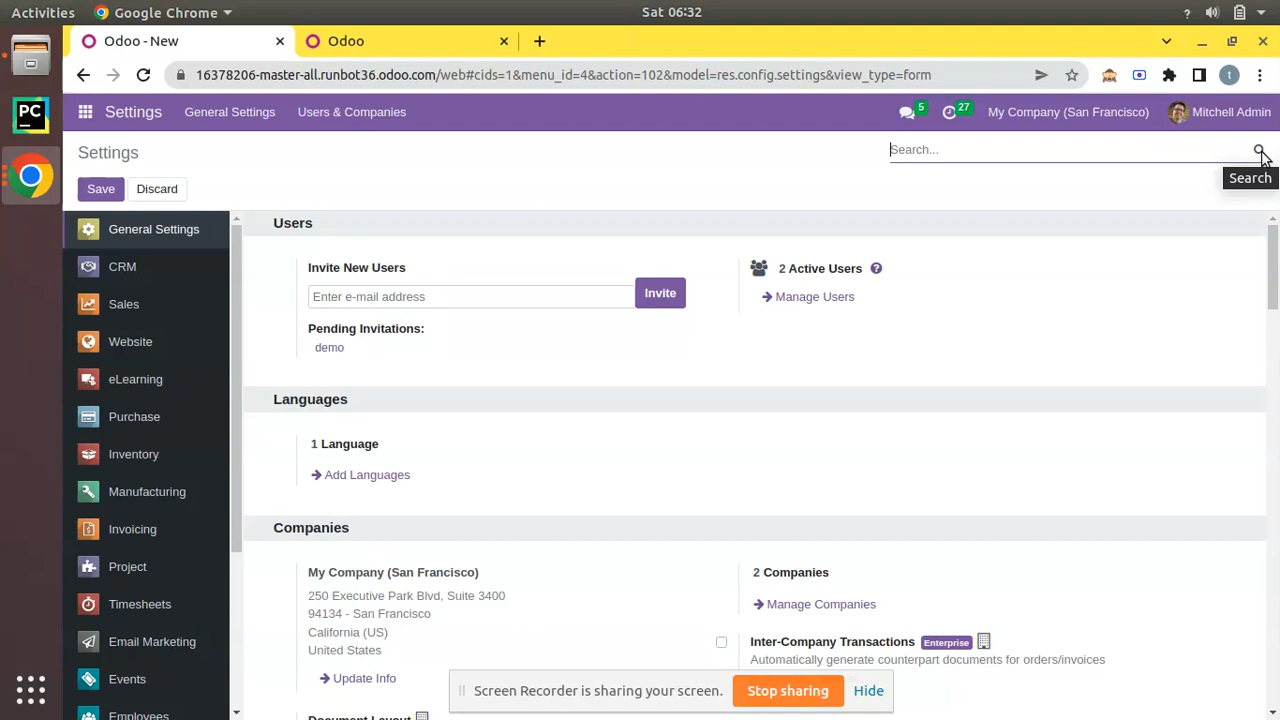 Activities Google Chrome Sat 06:32 ?
Odoo - New Odoo
16378206-master-all.runbot36.odoo.com/web#cids=1&menu_id=4&action=102&model=res.config.settings&view_type=form t
Settings General Settings Users & Companies 5 27 My Company (San Francisco) Mitchell Admin
Settings Search...
Search
Save Discard
General Settings
CRM
Sales
Website
eLearning
Purchase
Inventory
Manufacturing
Invoicing
Project
Timesheets
Email Marketing
Events
Employees
Users
Invite New Users
Enter e-mail address Invite
Pending Invitations:
demo
2 Active Users ?
Manage Users
Languages
1 Language
Add Languages
Companies
My Company (San Francisco)
250 Executive Park Blvd, Suite 3400
94134 - San Francisco
California (US)
United States
Update Info
2 Companies
Manage Companies
Inter-Company Transactions Enterprise
Automatically generate counterpart documents for orders/invoices
Document Layout
Screen Recorder is sharing your screen. Stop sharing Hide
PC